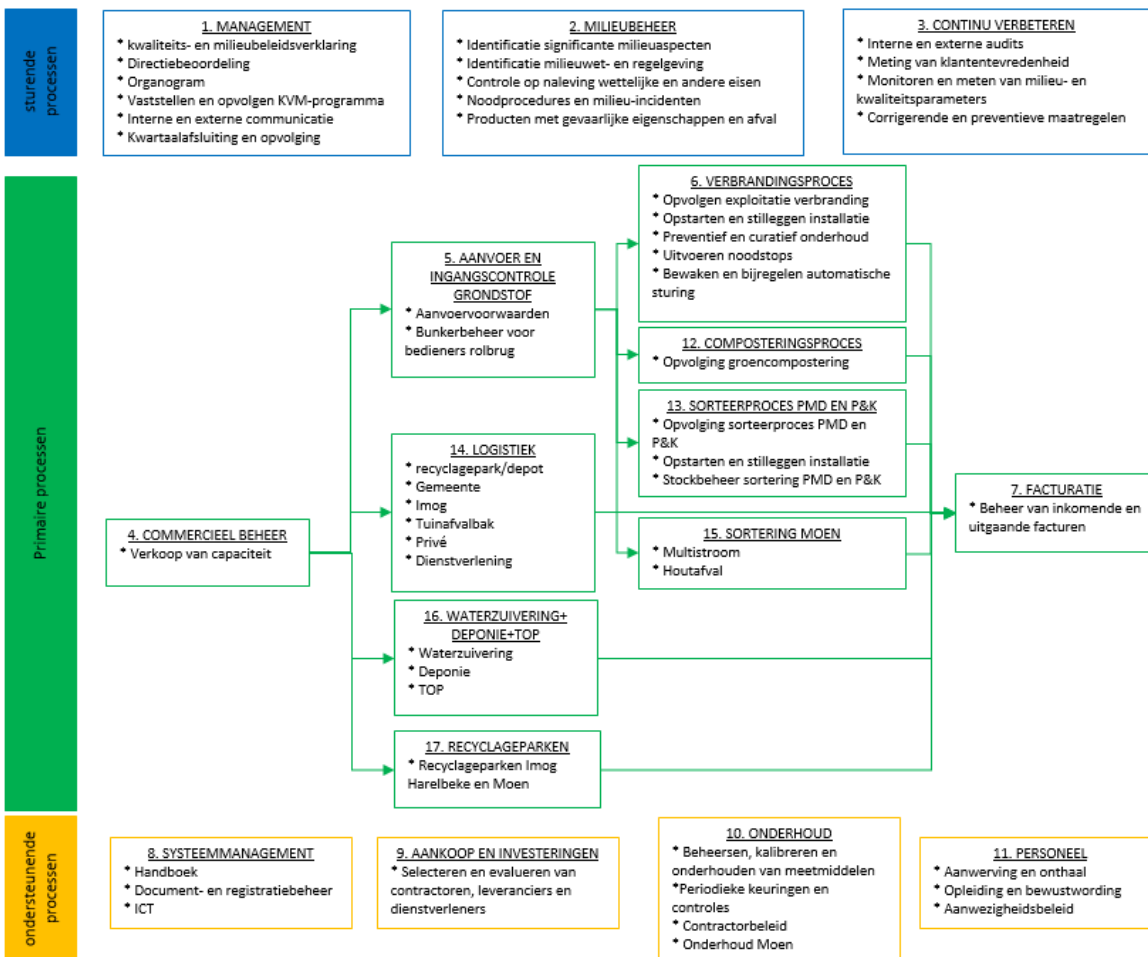 sturende
processen
1. MANAGEMENT
* kwaliteits- en milieubeleidsverklaring
* Directiebeoordeling
* Organogram
* Vaststellen en opvolgen KVM-programma
* Interne en externe communicatie
* Kwartaalafsluiting en opvolging
2. MILIEUBEHEER
* Identificatie significante milieuaspecten
* Identificatie milieuwet- en regelgeving
* Controle op naleving wettelijke en andere eisen
* Noodprocedures en milieu-incidenten
* Producten met gevaarlijke eigenschappen en afval
3. CONTINU VERBETEREN
* Interne en externe audits
* Meting van klantentevredenheid
* Monitoren en meten van milieu- en
kwaliteitsparameters
* Corrigerende en preventieve maatregelen
Primaire processen
4. COMMERCIEEL BEHEER
* Verkoop van capaciteit
5. AANVOER EN
INGANGSCONTROLE
GRONDSTOF
* Aanvoervoorwaarden
* Bunkerbeheer voor
bedieners rolbrug
14. LOGISTIEK
* recyclagepark/depot
* Gemeente
* Imog
* Tuinafvalbak
* Privé
* Dienstverlening
16. WATERZUIVERING+
DEPONIE+TOP
* Waterzuivering
* Deponie
* TOP
17. RECYCLAGEPARKEN
* Recyclageparken Imog
Harelbeke en Moen
6. VERBRANDINGSPROCES
* Opvolgen exploitatie verbranding
* Opstarten en stilleggen installatie
* Preventief en curatief onderhoud
* Uitvoeren noodstops
* Bewaken en bijregelen automatische
sturing
12. COMPOSTERINGSPROCES
* Opvolging groencompostering
13. SORTEERPROCES PMD EN P&K
* Opvolging sorteerproces PMD en
P&K
* Opstarten en stilleggen installatie
* Stockbeheer sortering PMD en P&K
15. SORTERING MOEN
* Multistroom
* Houtafval
7. FACTURATIE
* Beheer van inkomende en
uitgaande facturen
ondersteunende
processen
8. SYSTEEMMANAGEMENT
* Handboek
* Document- en registratiebeheer
* ICT
9. AANKOOP EN INVESTERINGEN
* Selecteren en evalueren van
contractoren, leveranciers en
dienstverleners
10. ONDERHOUD
* Beheersen, kalibreren en
onderhouden van meetmiddelen
*Periodieke keuringen en
controles
* Contractorbeleid
* Onderhoud Moen
11. PERSONEEL
* Aanwerving en onthaal
* Opleiding en bewustwording
* Aanwezigheidsbeleid